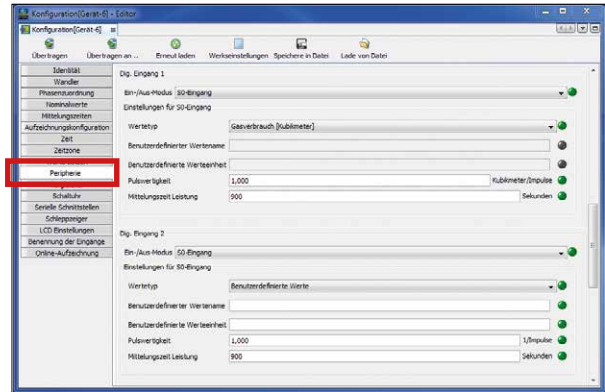 Konfiguration[Gerät-6] - Editor
Konfiguration[Gerät-6]
Übertragen
Übertragen an ..
Erneut laden
Werkseinstellungen
Speichere in Datei
Lade von Datei
Identität
Wandler
Phasenzuordnung
Nominalwerte
Mittelungszeiten
Aufzeichnungskonfiguration
Zeit
Zeitzone
Peripherie
Schaltuhr
Serielle Schnittstellen
Schleppzeiger
LCD Einstellungen
Benennung der Eingänge
Online-Aufzeichnung
Dig. Eingang 1
Ein-/Aus-Modus S0-Eingang
Einstellungen für S0-Eingang
Wertetyp Gasverbrauch [Kubikmeter]
Benutzerdefinierter Wertename
Benutzerdefinierte Werteeinheit
Pulswertigkeit 1,000 Kubikmeter/Impulse
Mittelungszeit Leistung 900 Sekunden
Dig. Eingang 2
Ein-/Aus-Modus S0-Eingang
Einstellungen für S0-Eingang
Wertetyp Benutzerdefinierte Werte
Benutzerdefinierter Wertename
Benutzerdefinierte Werteeinheit
Pulswertigkeit 1,000 1/Impulse
Mittelungszeit Leistung 900 Sekunden